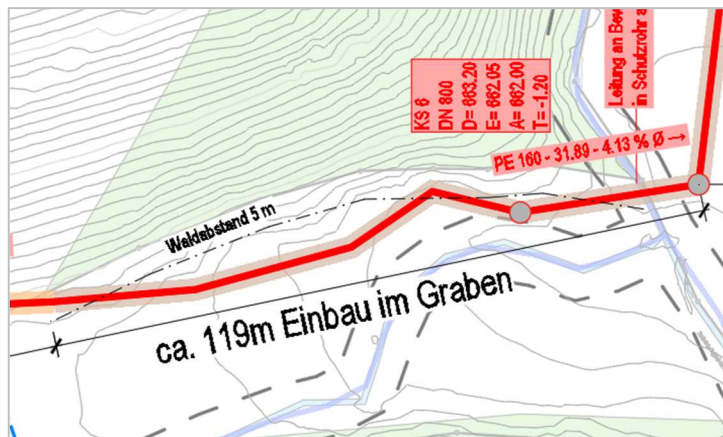 KS 6
DN 800
D= 663.20
E= 662.05
A= 662.00
T= -1.20
Leitung an Bew
in Schutzrohr a
PE 160 - 31.89 - 4.13 % Ø →
Waldabstand 5 m
ca. 119m Einbau im Graben